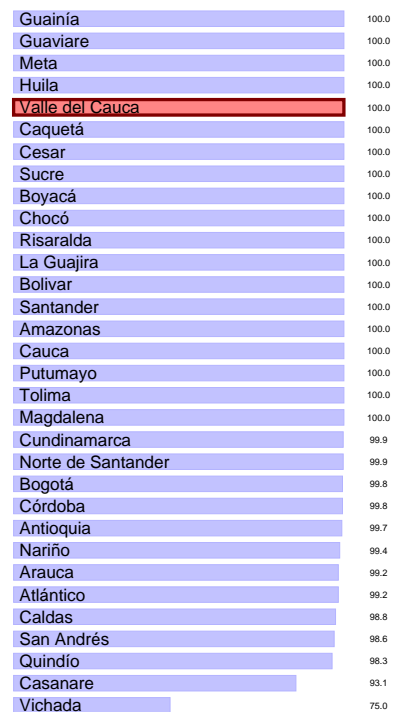 Guainía 100.0
Guaviare 100.0
Meta 100.0
Huila 100.0
Valle del Cauca 100.0
Caquetá 100.0
Cesar 100.0
Sucre 100.0
Boyacá 100.0
Chocó 100.0
Risaralda 100.0
La Guajira 100.0
Bolivar 100.0
Santander 100.0
Amazonas 100.0
Cauca 100.0
Putumayo 100.0
Tolima 100.0
Magdalena 100.0
Cundinamarca 99.9
Norte de Santander 99.9
Bogotá 99.8
Córdoba 99.8
Antioquia 99.7
Nariño 99.4
Arauca 99.2
Atlántico 99.2
Caldas 98.8
San Andrés 98.6
Quindío 98.3
Casanare 93.1
Vichada 75.0